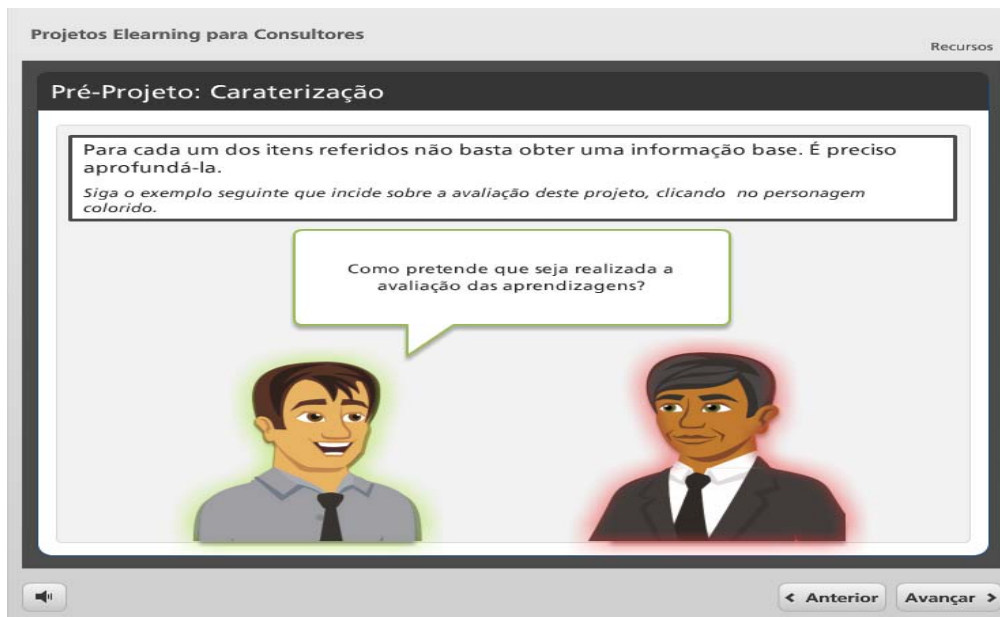 Projetos Elearning para Consultores
Recursos
Pré-Projeto: Caraterização
Para cada um dos itens referidos não basta obter uma informação base. É preciso
aprofundá-la.
Siga o exemplo seguinte que incide sobre a avaliação deste projeto, clicando no personagem
colorido.
Como pretende que seja realizada a
avaliação das aprendizagens?
< Anterior
Avançar >